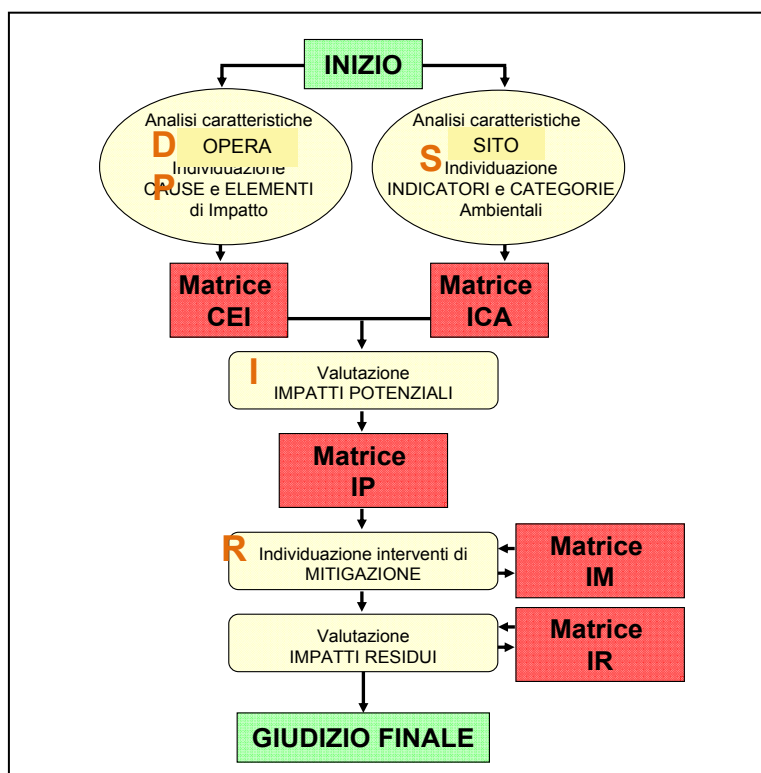 INIZIO
Analisi caratteristiche
D OPERA
Individuazione
P CAUSE e ELEMENTI
di Impatto
Analisi caratteristiche
SITO
S Individuazione
INDICATORI e CATEGORIE
Ambientali
Matrice
CEI
Matrice
ICA
I Valutazione
IMPATTI POTENZIALI
Matrice
IP
R Individuazione interventi di
MITIGAZIONE
Matrice
IM
Valutazione
IMPATTI RESIDUI
Matrice
IR
GIUDIZIO FINALE